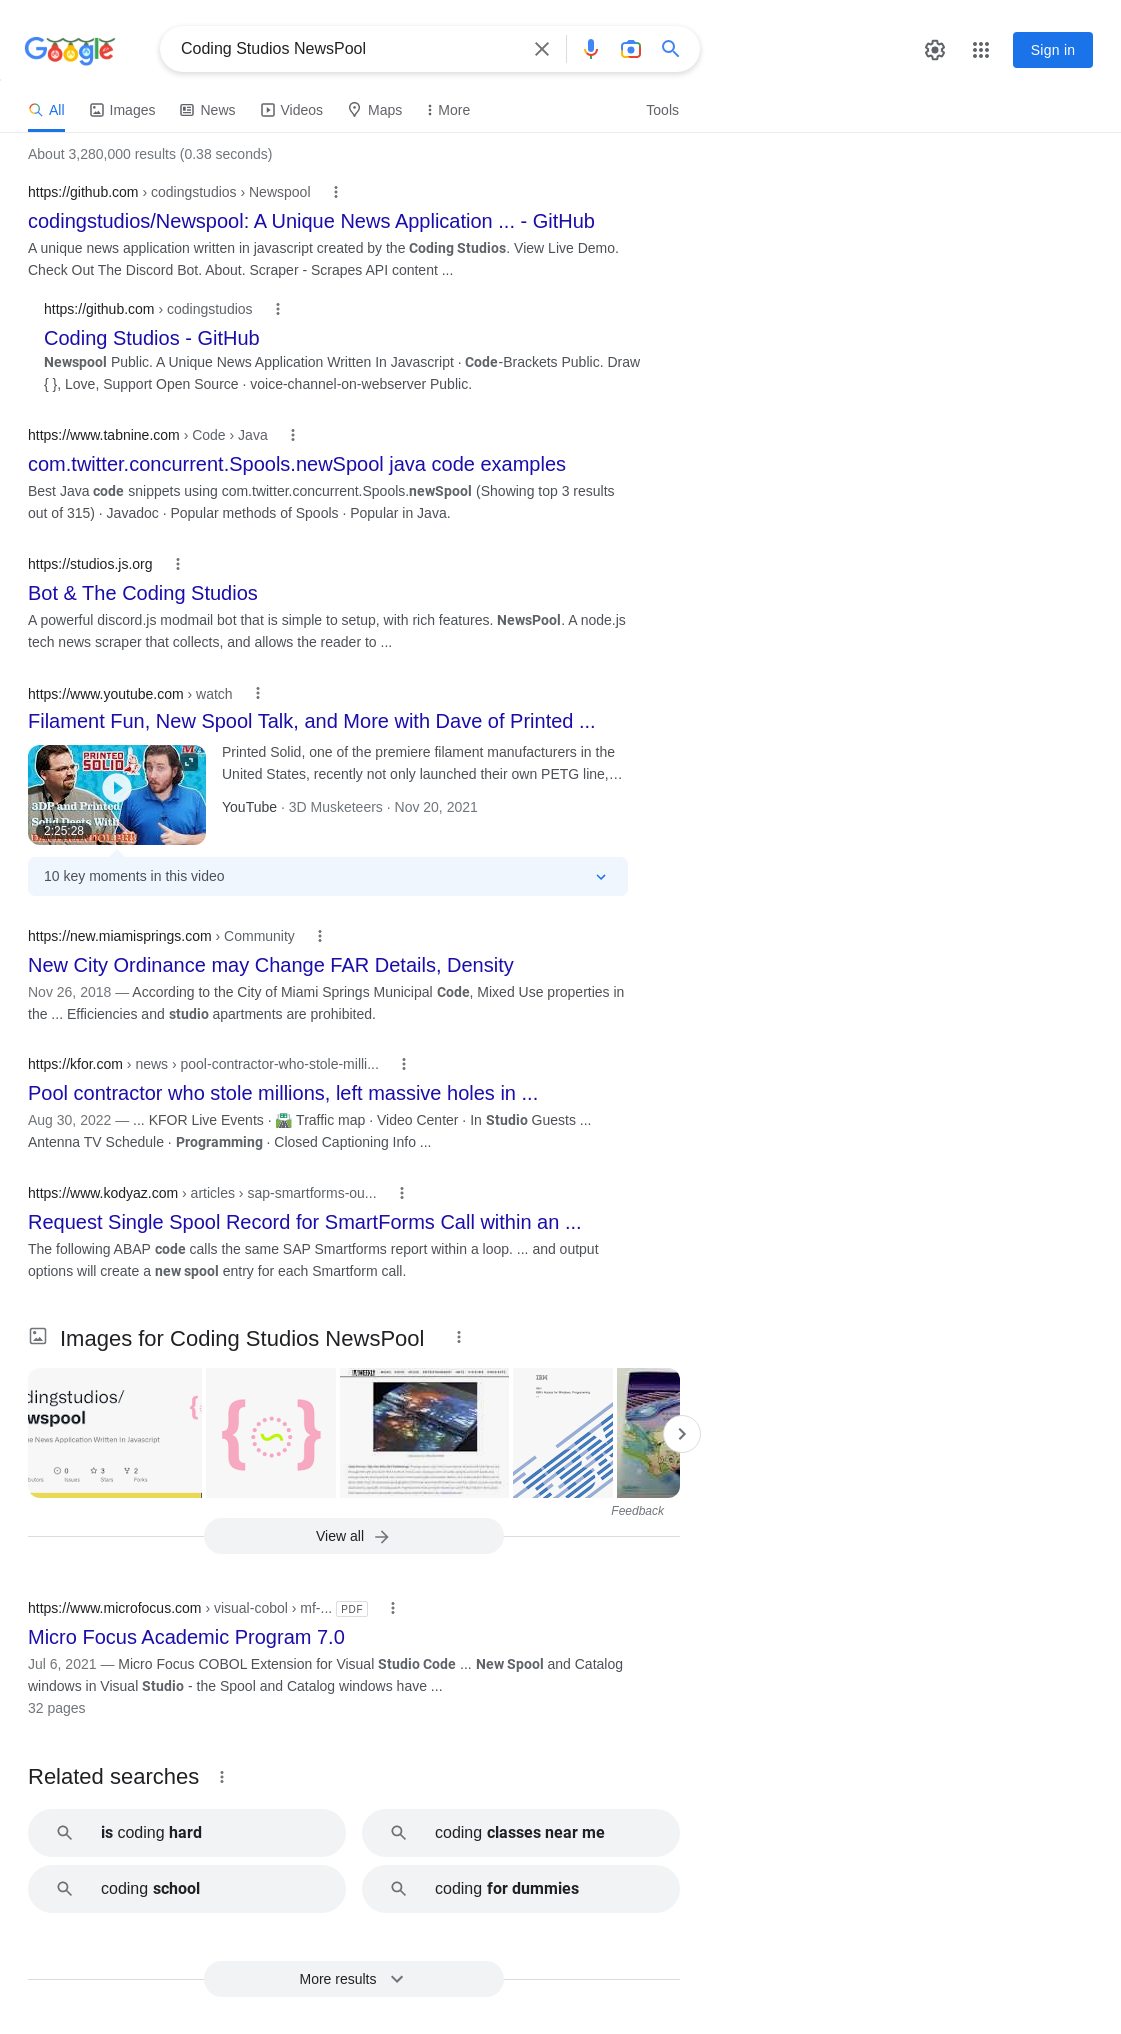 Google
Coding Studios NewsPool
Sign in
All Images News Videos Maps More Tools
About 3,280,000 results (0.38 seconds)
https://github.com › codingstudios › Newspool
codingstudios/Newspool: A Unique News Application ... - GitHub
A unique news application written in javascript created by the Coding Studios. View Live Demo.
Check Out The Discord Bot. About. Scraper - Scrapes API content ...
https://github.com › codingstudios
Coding Studios - GitHub
Newspool Public. A Unique News Application Written In Javascript · Code-Brackets Public. Draw
{ }, Love, Support Open Source · voice-channel-on-webserver Public.
https://www.tabnine.com › Code › Java
com.twitter.concurrent.Spools.newSpool java code examples
Best Java code snippets using com.twitter.concurrent.Spools.newSpool (Showing top 3 results
out of 315) · Javadoc · Popular methods of Spools · Popular in Java.
https://studios.js.org
Bot & The Coding Studios
A powerful discord.js modmail bot that is simple to setup, with rich features. NewsPool. A node.js
tech news scraper that collects, and allows the reader to ...
https://www.youtube.com › watch
Filament Fun, New Spool Talk, and More with Dave of Printed ...
PRINTED
SOLID
3DP and Printed
Solid Deets With
2:25:28
Printed Solid, one of the premiere filament manufacturers in the
United States, recently not only launched their own PETG line,…
YouTube · 3D Musketeers · Nov 20, 2021
10 key moments in this video
https://new.miamisprings.com › Community
New City Ordinance may Change FAR Details, Density
Nov 26, 2018 — According to the City of Miami Springs Municipal Code, Mixed Use properties in
the ... Efficiencies and studio apartments are prohibited.
https://kfor.com › news › pool-contractor-who-stole-milli...
Pool contractor who stole millions, left massive holes in ...
Aug 30, 2022 — ... KFOR Live Events · 🛣️ Traffic map · Video Center · In Studio Guests ...
Antenna TV Schedule · Programming · Closed Captioning Info ...
https://www.kodyaz.com › articles › sap-smartforms-ou...
Request Single Spool Record for SmartForms Call within an ...
The following ABAP code calls the same SAP Smartforms report within a loop. ... and output
options will create a new spool entry for each Smartform call.
Images for Coding Studios NewsPool
dingstudios/
wspool
e News Application Written In Javascript
0 3 2
butors Issues Stars Forks
IBM
Feedback
View all
https://www.microfocus.com › visual-cobol › mf-... PDF
Micro Focus Academic Program 7.0
Jul 6, 2021 — Micro Focus COBOL Extension for Visual Studio Code ... New Spool and Catalog
windows in Visual Studio - the Spool and Catalog windows have ...
32 pages
Related searches
is coding hard
coding classes near me
coding school
coding for dummies
More results